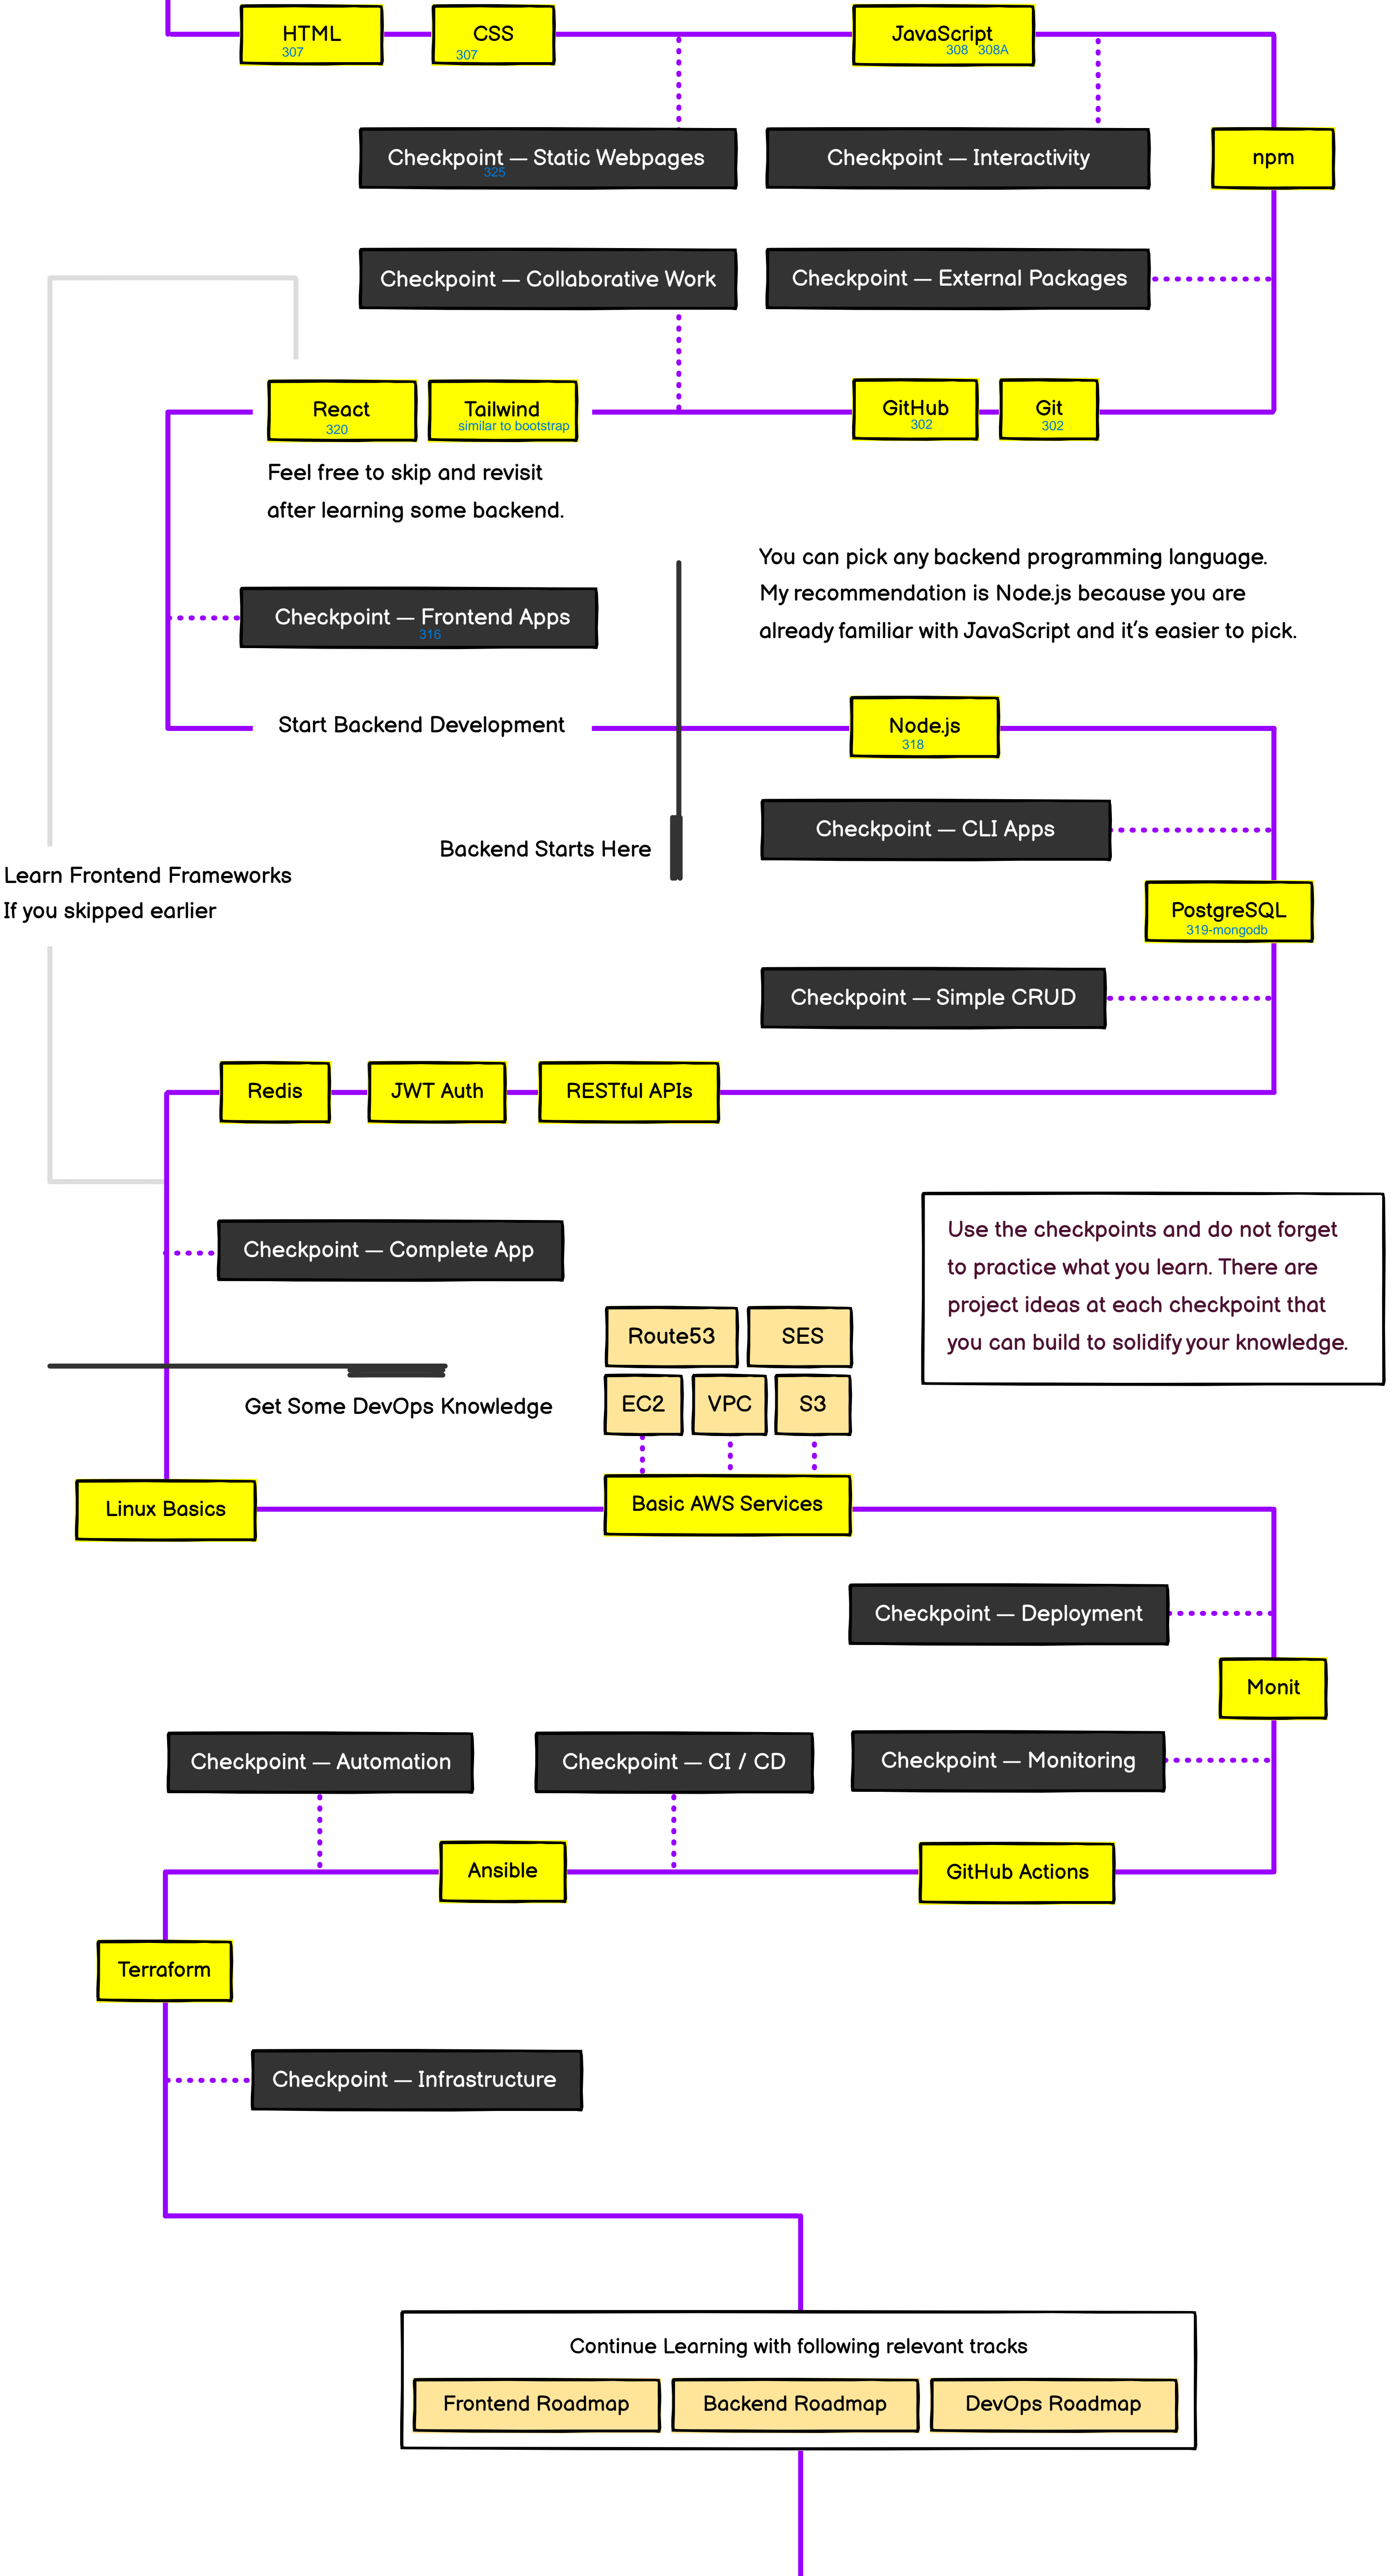 HTML
307
CSS
307
JavaScript
308 308A
Checkpoint — Static Webpages
325
Checkpoint — Interactivity
npm
Checkpoint — Collaborative Work
Checkpoint — External Packages
React
320
Tailwind
similar to bootstrap
GitHub
302
Git
302
Feel free to skip and revisit
after learning some backend.
You can pick any backend programming language.
My recommendation is Node.js because you are
already familiar with JavaScript and it's easier to pick.
Checkpoint — Frontend Apps
316
Start Backend Development
Node.js
318
Checkpoint — CLI Apps
Backend Starts Here
Learn Frontend Frameworks
If you skipped earlier
PostgreSQL
319-mongodb
Checkpoint — Simple CRUD
Redis
JWT Auth
RESTful APIs
Checkpoint — Complete App
Use the checkpoints and do not forget
to practice what you learn. There are
project ideas at each checkpoint that
you can build to solidify your knowledge.
Route53
SES
EC2
VPC
S3
Get Some DevOps Knowledge
Linux Basics
Basic AWS Services
Checkpoint — Deployment
Monit
Checkpoint — Automation
Checkpoint — CI / CD
Checkpoint — Monitoring
Ansible
GitHub Actions
Terraform
Checkpoint — Infrastructure
Continue Learning with following relevant tracks
Frontend Roadmap
Backend Roadmap
DevOps Roadmap